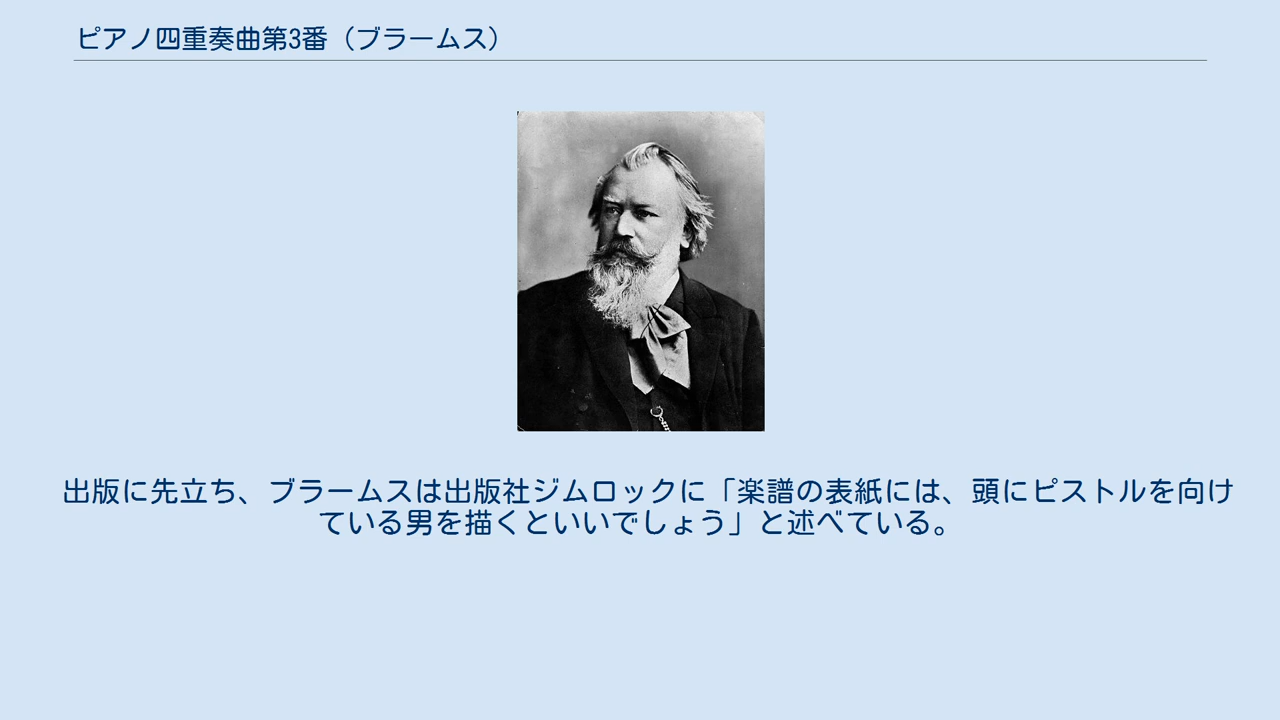 ピアノ四重奏曲第3番（ブラームス）
出版に先立ち、ブラームスは出版社ジムロックに「楽譜の表紙には、頭にピストルを向け
ている男を描くといいでしょう」と述べている。